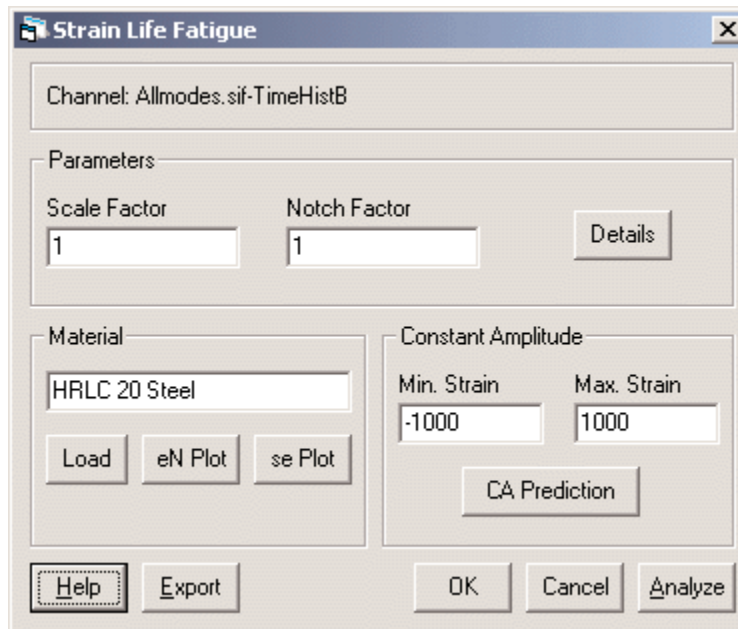 Strain Life Fatigue
Channel: Allmodes.sif-TimeHistB
Parameters
Scale Factor Notch Factor
1 1 Details
Material
HRLC 20 Steel
Load eN Plot se Plot
Constant Amplitude
Min. Strain Max. Strain
-1000 1000
CA Prediction
Help Export OK Cancel Analyze